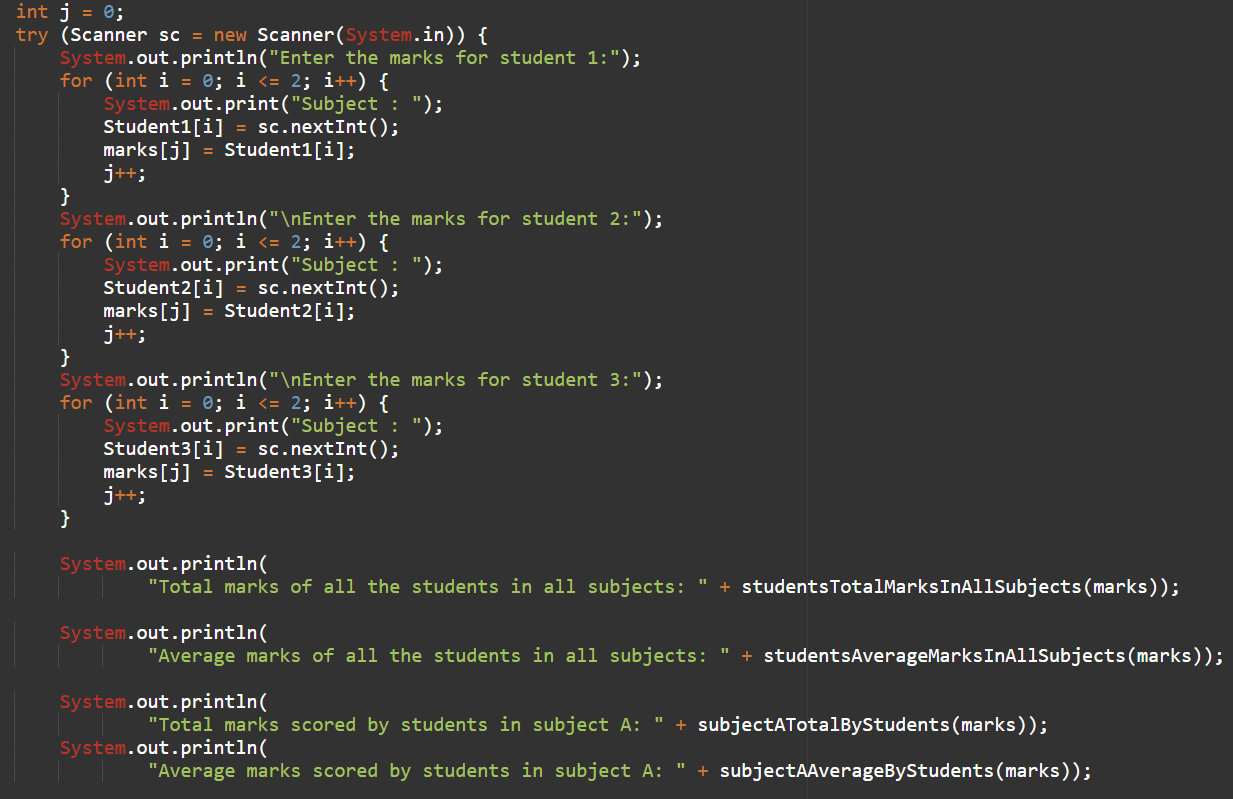 int j = 0;
try (Scanner sc = new Scanner(System.in)) {
    System.out.println("Enter the marks for student 1:");
    for (int i = 0; i <= 2; i++) {
        System.out.print("Subject : ");
        Student1[i] = sc.nextInt();
        marks[j] = Student1[i];
        j++;
    }
    System.out.println("\nEnter the marks for student 2:");
    for (int i = 0; i <= 2; i++) {
        System.out.print("Subject : ");
        Student2[i] = sc.nextInt();
        marks[j] = Student2[i];
        j++;
    }
    System.out.println("\nEnter the marks for student 3:");
    for (int i = 0; i <= 2; i++) {
        System.out.print("Subject : ");
        Student3[i] = sc.nextInt();
        marks[j] = Student3[i];
        j++;
    }

    System.out.println(
            "Total marks of all the students in all subjects: " + studentsTotalMarksInAllSubjects(marks));

    System.out.println(
            "Average marks of all the students in all subjects: " + studentsAverageMarksInAllSubjects(marks));

    System.out.println(
            "Total marks scored by students in subject A: " + subjectATotalByStudents(marks));
    System.out.println(
            "Average marks scored by students in subject A: " + subjectAAverageByStudents(marks));